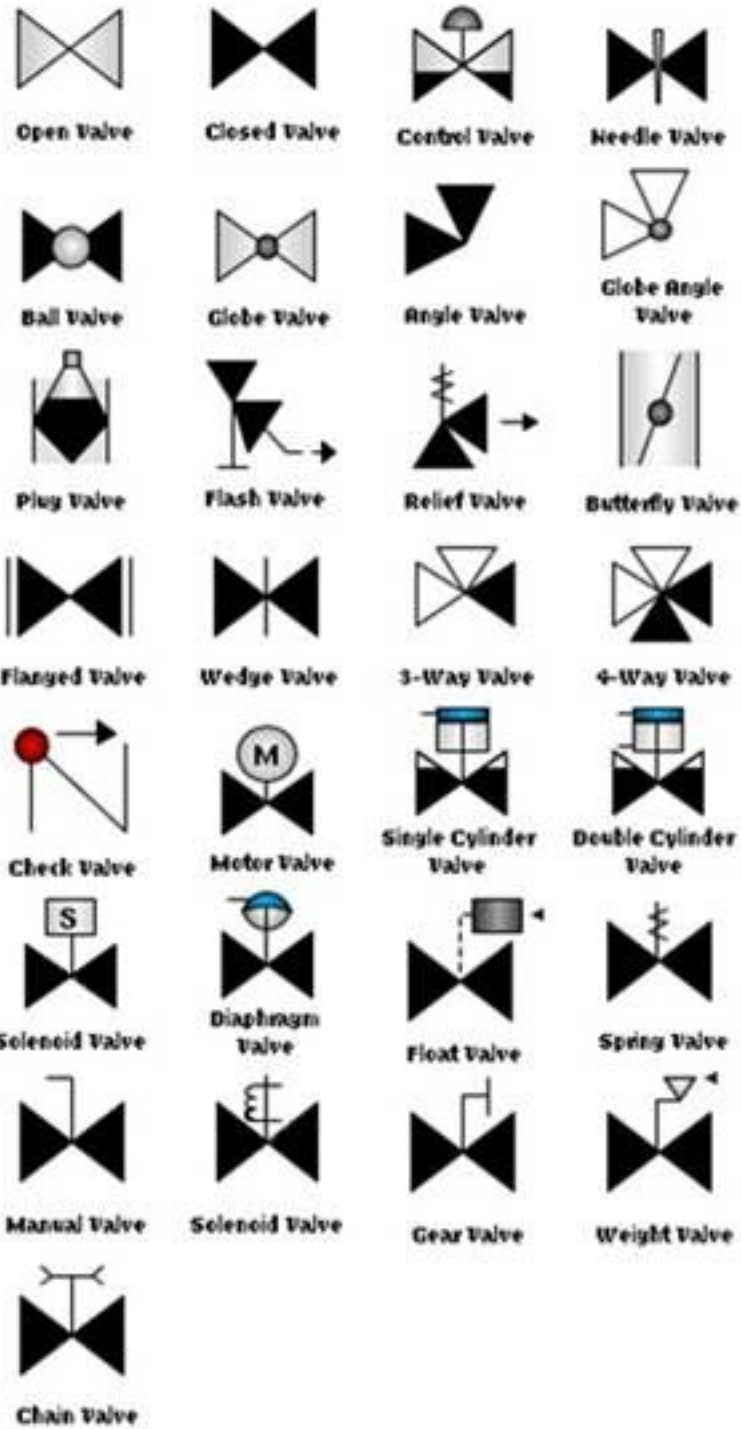 Open Valve
Closed Valve
Control Valve
Needle Valve
Ball Valve
Globe Valve
Angle Valve
Globe Angle
Valve
Plug Valve
Flash Valve
Relief Valve
Butterfly Valve
Flanged Valve
Wedge Valve
3-Way Valve
4-Way Valve
Check Valve
M
Motor Valve
Single Cylinder
Valve
Double Cylinder
Valve
S
Solenoid Valve
Diaphragm
Valve
Float Valve
Spring Valve
Manual Valve
Solenoid Valve
Gear Valve
Weight Valve
Chain Valve